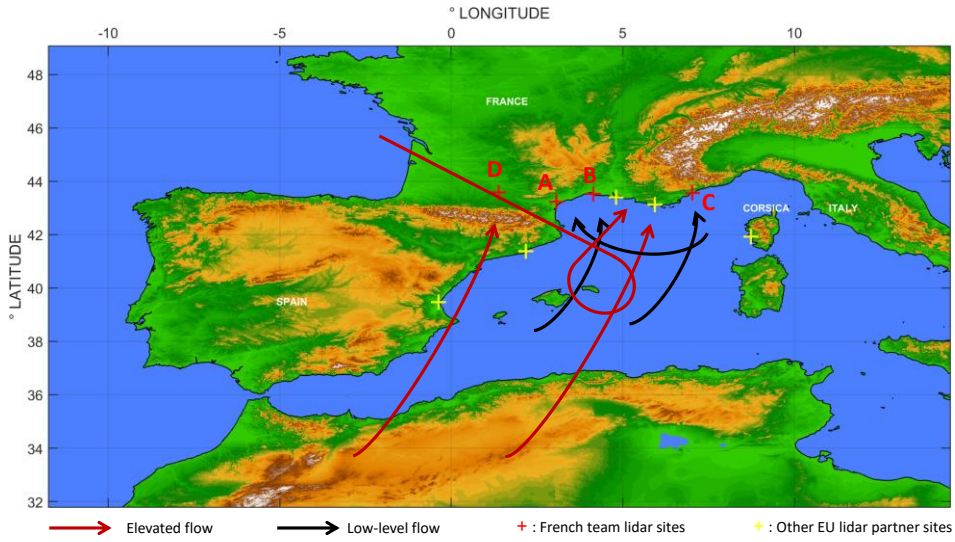 ° LONGITUDE
-10 -5 0 5 10
° LATITUDE
48
46
44
42
40
38
36
34
32
FRANCE
D
A
B
C
CORSICA
ITALY
SPAIN
Elevated flow
Low-level flow
+ : French team lidar sites
+ : Other EU lidar partner sites